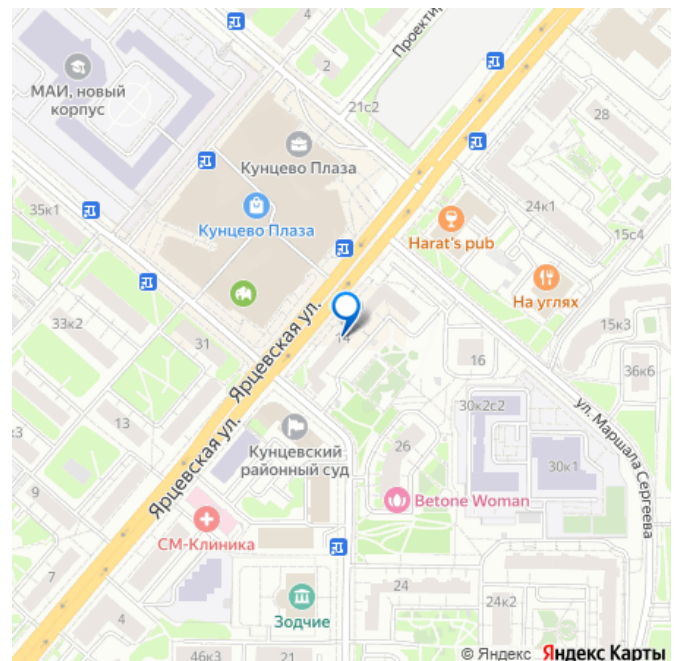 Проекти
2
МАИ, новый
корпус
21с2
28
Кунцево Плаза
35к1
24к1
Кунцево Плаза
Harat's pub
15с4
На углях
33к2
31
Ярцевская ул.
14
16
15к3
36к6
13
30к2с2
ул. Маршала Сергеева
к3
Кунцевский
районный суд
26
30к1
9
Ярцевская ул.
Betone Woman
СМ-Клиника
7
24
4
Зодчие
24к2
46к3
21
© Яндекс Яндекс Карты